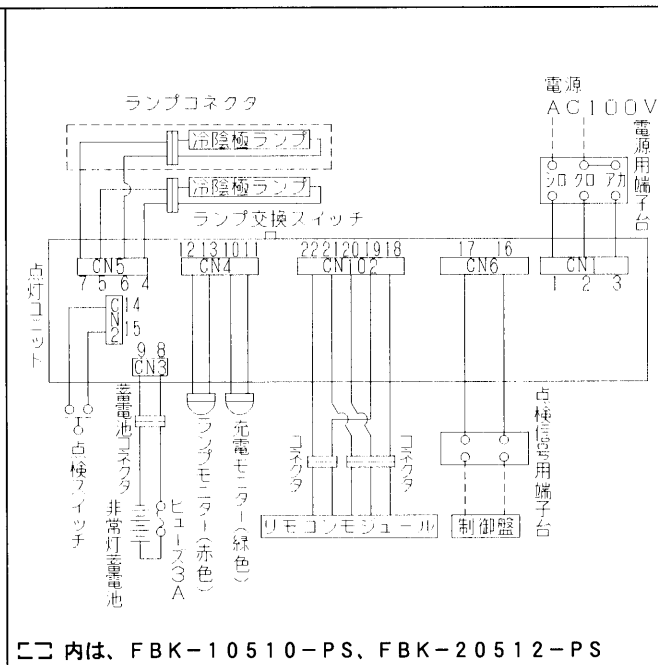 電源
AC100V
電源用端子台
シロ クロ アカ
ランプコネクタ
冷陰極ランプ
冷陰極ランプ
ランプ交換スイッチ
点灯ユニット
CN5
7 5 6 4
12 13 10 11
CN4
22 21 20 19 18
CN102
17 16
CN6
CN1
1 2 3
CN2
14
15
9 8
CN3
点検スイッチ
蓄電池コネクタ
非常灯蓄電池
ヒューズ3A
ランプモニター(赤色)
充電モニター(緑色)
コネクタ
コネクタ
リモコンモジュール
点検信号用端子台
制御盤
内は、FBK-10510-PS、FBK-20512-PS